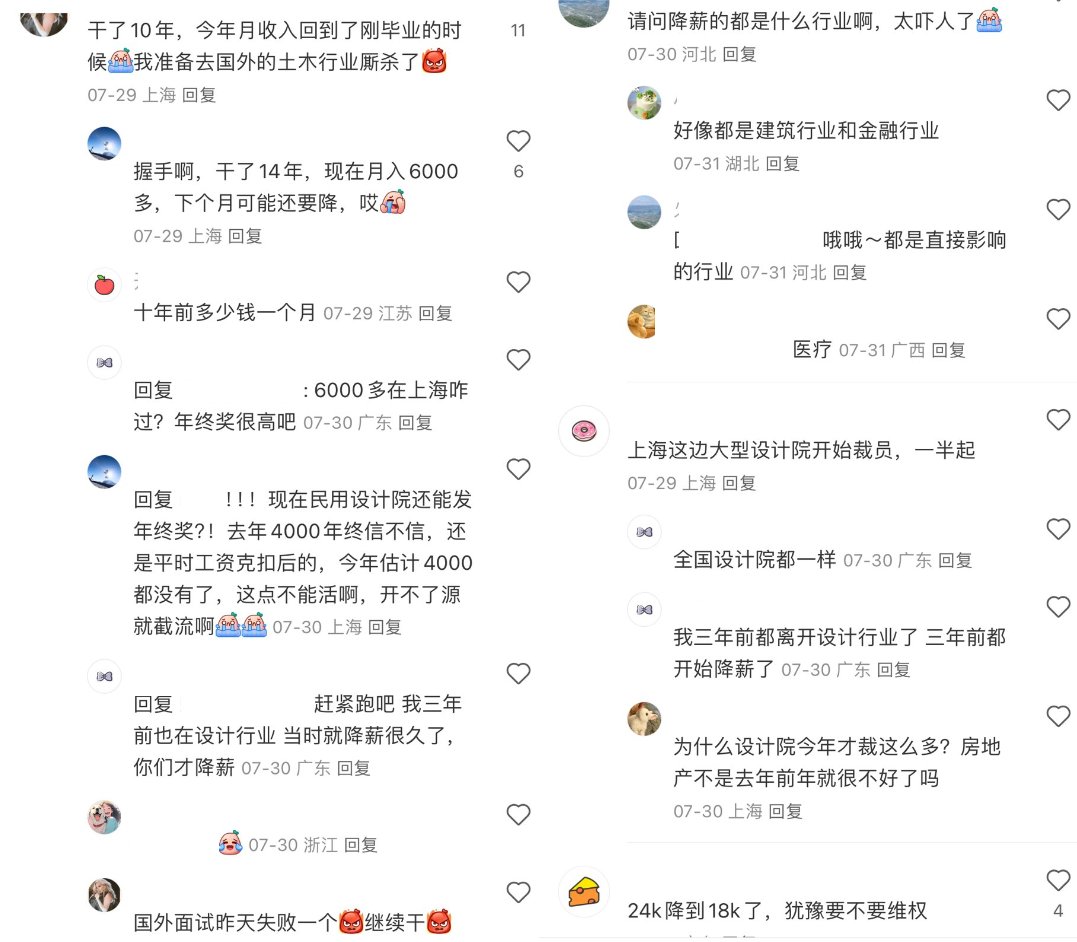 干了10年，今年月收入回到了刚毕业的时
候我准备去国外的土木行业厮杀了
07-29 上海 回复
11
握手啊，干了14年，现在月入6000
多，下个月可能还要降，哎
07-29 上海 回复
6
十年前多少钱一个月 07-29 江苏 回复
回复 : 6000多在上海咋
过？年终奖很高吧 07-30 广东 回复
回复 !!! 现在民用设计院还能发
年终奖?! 去年4000年终信不信，还
是平时工资克扣后的，今年估计4000
都没有了，这点不能活啊，开不了源
就截流啊 07-30 上海 回复
回复 赶紧跑吧 我三年
前也在设计行业 当时就降薪很久了，
你们才降薪 07-30 广东 回复
07-30 浙江 回复
国外面试昨天失败一个继续干
请问降薪的都是什么行业啊，太吓人了
07-30 河北 回复
好像都是建筑行业和金融行业
07-31 湖北 回复
哦哦～都是直接影响
的行业 07-31 河北 回复
医疗 07-31 广西 回复
上海这边大型设计院开始裁员，一半起
07-29 上海 回复
全国设计院都一样 07-30 广东 回复
我三年前都离开设计行业了 三年前都
开始降薪了 07-30 广东 回复
为什么设计院今年才裁这么多？房地
产不是去年前年就很不好了吗
07-30 上海 回复
24k降到18k了，犹豫要不要维权
4